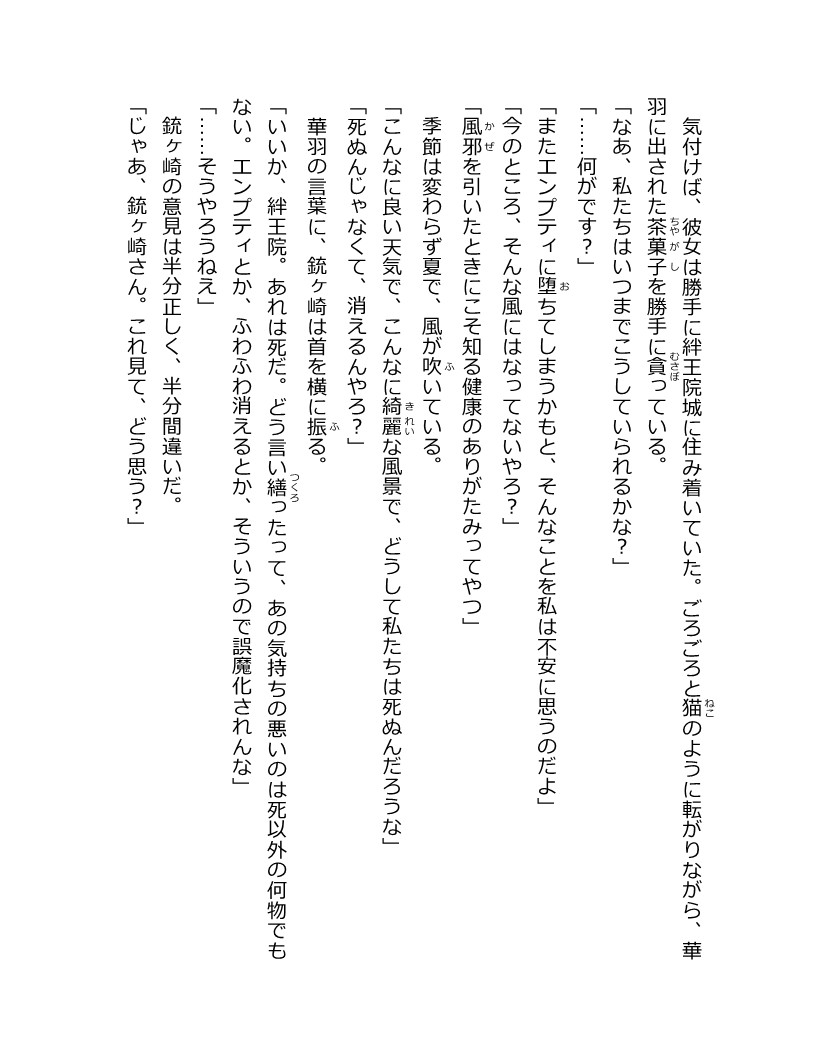 気付けば、彼女は勝手に絆王院城に住み着いていた。ごろごろと猫のように転がりながら、華
羽に出された茶菓子を勝手に貪っている。
「なあ、私たちはいつまでこうしていられるかな？」
「……何がです？」
「またエンプティに堕ちてしまうかもと、そんなことを私は不安に思うのだよ」
「今のところ、そんな風にはなってないやろ？」
「風邪を引いたときにこそ知る健康のありがたみってやつ」
季節は変わらず夏で、風が吹いている。
「こんなに良い天気で、こんなに綺麗な風景で、どうして私たちは死ぬんだろうな」
「死ぬんじゃなくて、消えるんやろ？」
華羽の言葉に、銃ヶ崎は首を横に振る。
「いいか、絆王院。あれは死だ。どう言い繕ったって、あの気持ちの悪いのは死以外の何物でも
ない。エンプティとか、ふわふわ消えるとか、そういうので誤魔化されんな」
「……そうやろうねえ」
銃ヶ崎の意見は半分正しく、半分間違いだ。
「じゃあ、銃ヶ崎さん。これ見て、どう思う？」